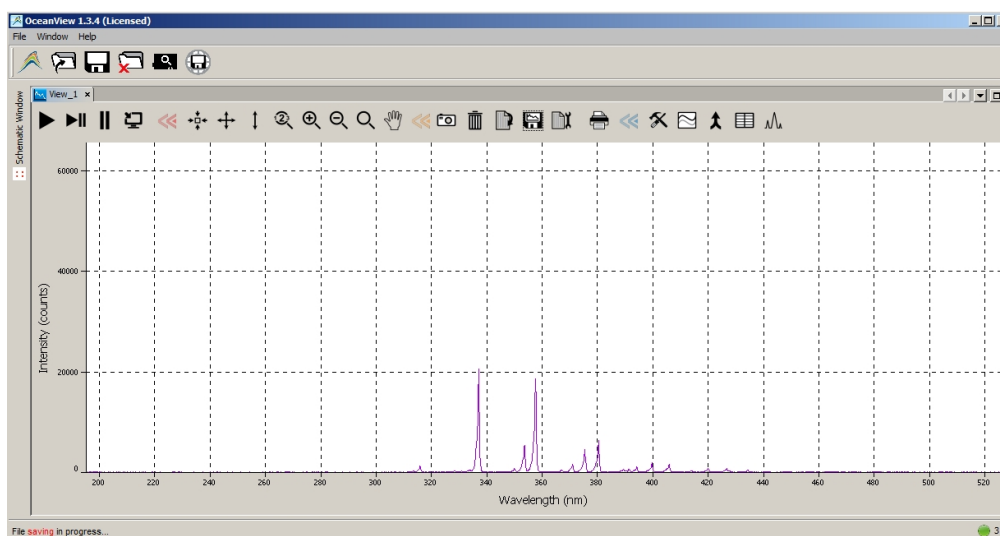 OceanView 1.3.4 (Licensed)
File Window Help
View_1
Schematic Window
60000
40000
20000
0
Intensity (counts)
200 220 240 260 280 300 320 340 360 380 400 420 440 460 480 500 520
Wavelength (nm)
File saving in progress...
3